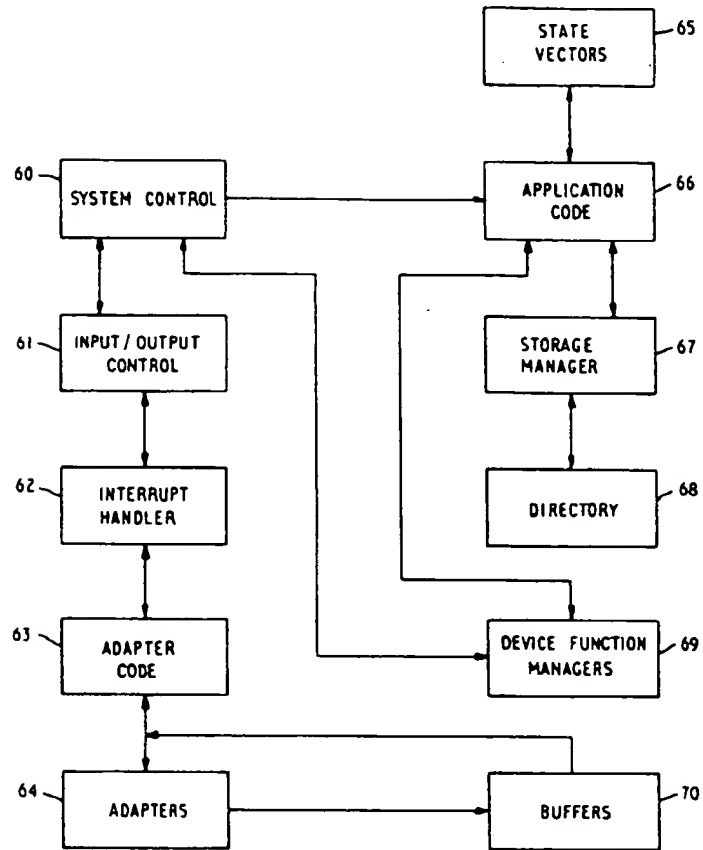 65
STATE
VECTORS
60
SYSTEM CONTROL
APPLICATION
CODE
66
61
INPUT/OUTPUT
CONTROL
STORAGE
MANAGER
67
62
INTERRUPT
HANDLER
DIRECTORY
68
63
ADAPTER
CODE
DEVICE FUNCTION
MANAGERS
69
64
ADAPTERS
BUFFERS
70